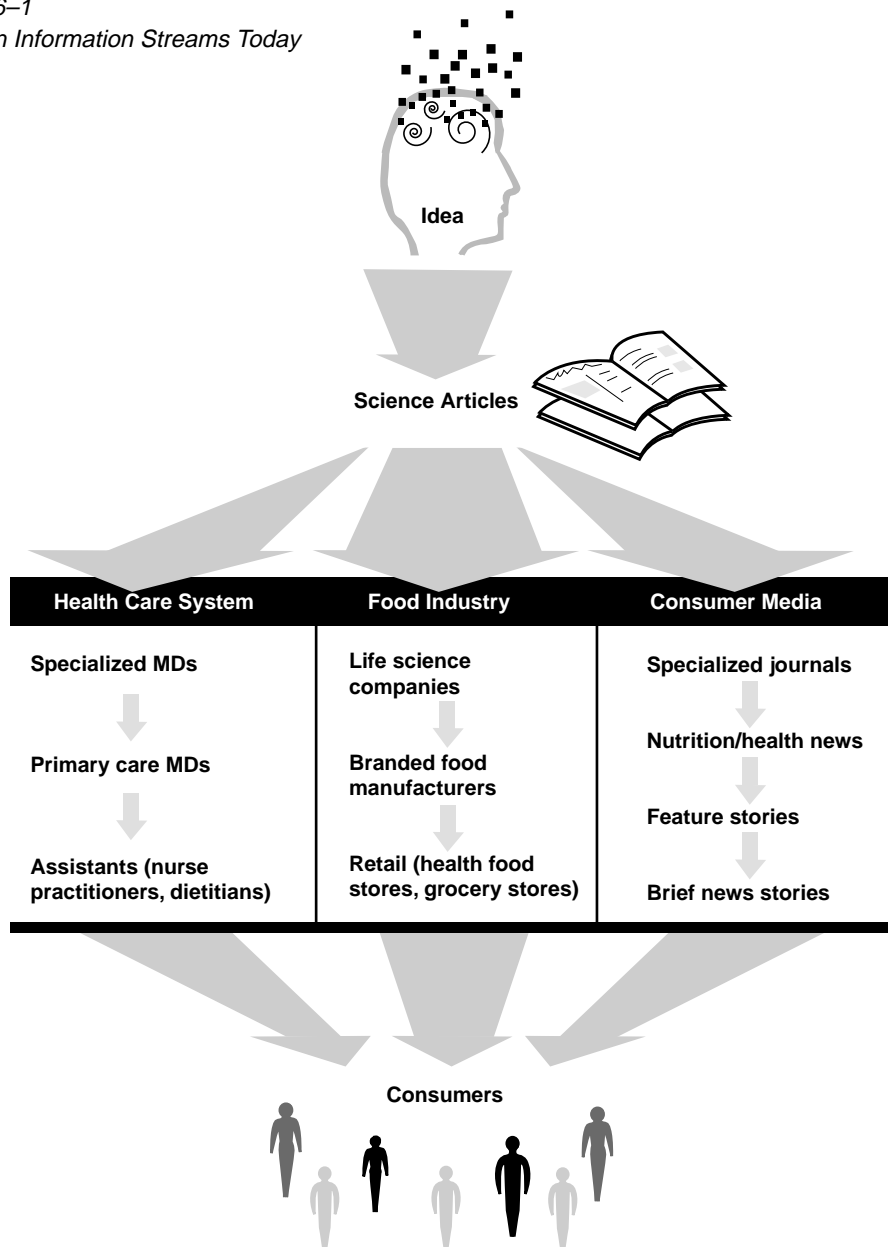 6–1
n Information Streams Today
Idea
Science Articles
Health Care System
Food Industry
Consumer Media
Specialized MDs
Primary care MDs
Assistants (nurse
practitioners, dietitians)
Life science
companies
Branded food
manufacturers
Retail (health food
stores, grocery stores)
Specialized journals
Nutrition/health news
Feature stories
Brief news stories
Consumers